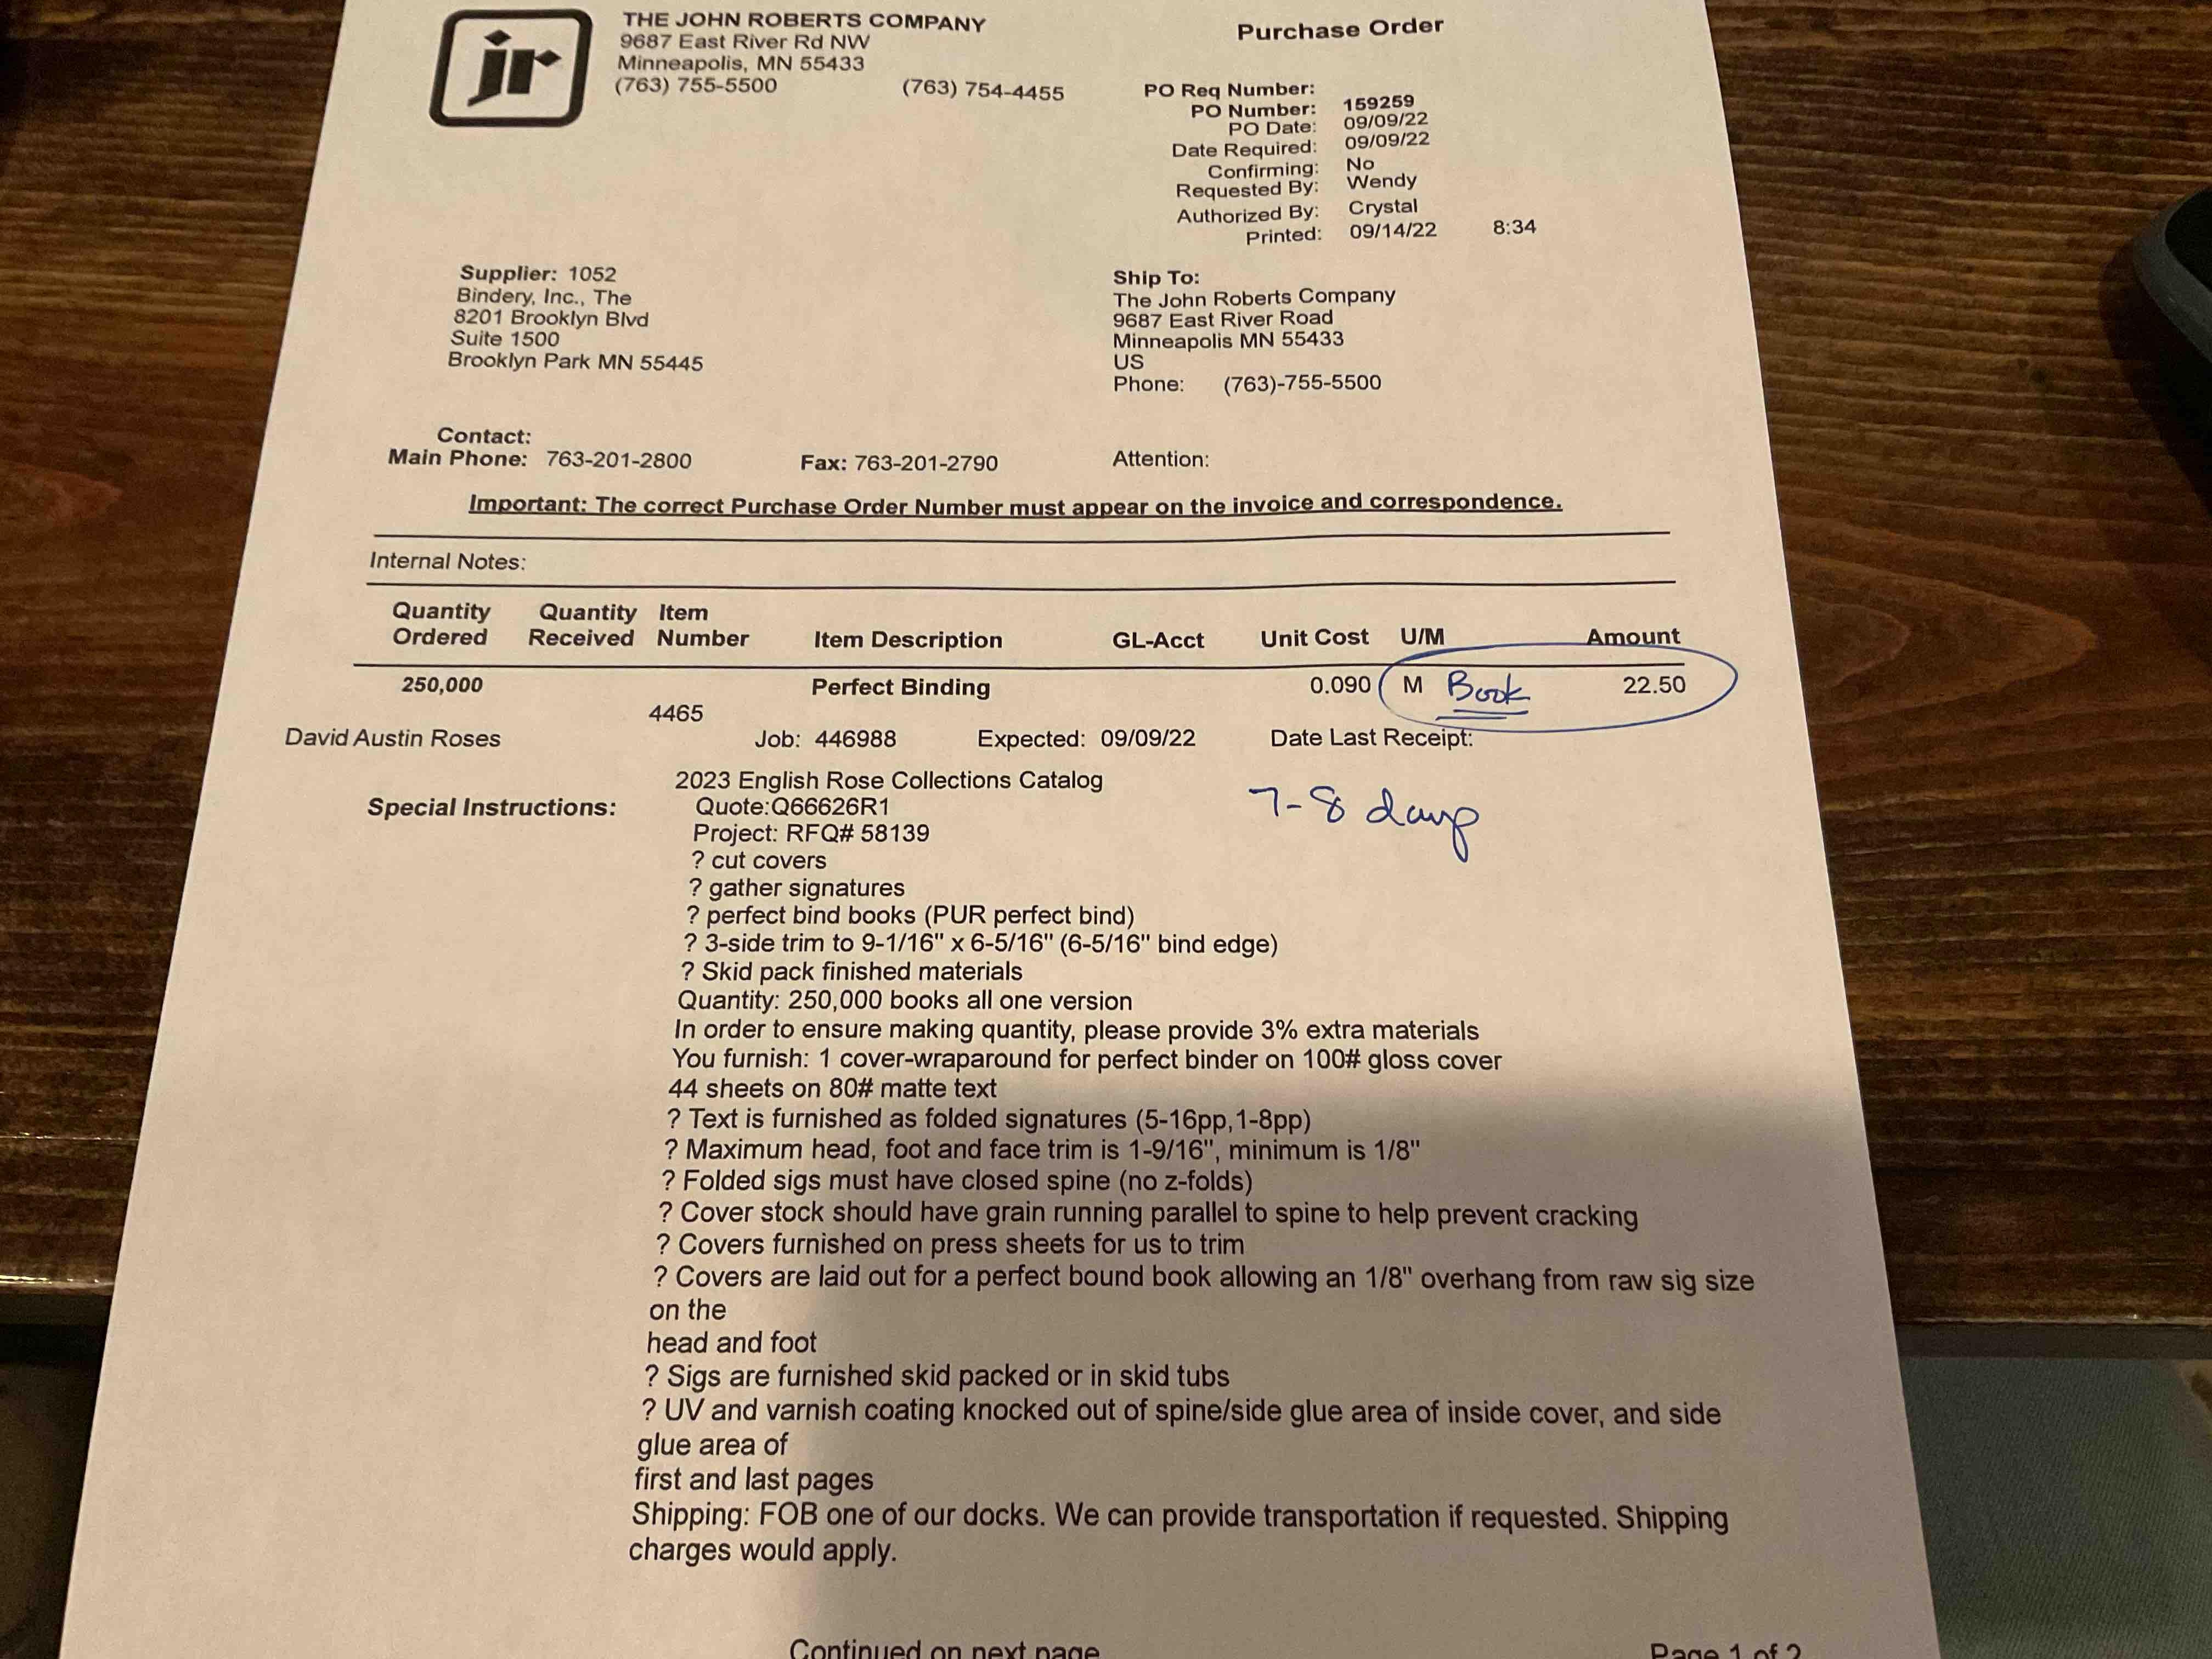 jr
THE JOHN ROBERTS COMPANY
9687 East River Rd NW
Minneapolis, MN 55433
(763) 755-5500 (763) 754-4455
Purchase Order
PO Req Number:
PO Number: 159259
PO Date: 09/09/22
Date Required: 09/09/22
Confirming: No
Requested By: Wendy
Authorized By: Crystal
Printed: 09/14/22 8:34
Supplier: 1052
Bindery, Inc., The
8201 Brooklyn Blvd
Suite 1500
Brooklyn Park MN 55445
Ship To:
The John Roberts Company
9687 East River Road
Minneapolis MN 55433
US
Phone: (763)-755-5500
Contact:
Main Phone: 763-201-2800 Fax: 763-201-2790 Attention:
Important: The correct Purchase Order Number must appear on the invoice and correspondence.
Internal Notes:
Quantity Ordered Quantity Received Item Number Item Description GL-Acct Unit Cost U/M Amount
250,000 Perfect Binding 0.090 M Book 22.50
4465
David Austin Roses Job: 446988 Expected: 09/09/22 Date Last Receipt:
2023 English Rose Collections Catalog
Special Instructions: Quote:Q66626R1
7-8 days
Project: RFQ# 58139
? cut covers
? gather signatures
? perfect bind books (PUR perfect bind)
? 3-side trim to 9-1/16" x 6-5/16" (6-5/16" bind edge)
? Skid pack finished materials
Quantity: 250,000 books all one version
In order to ensure making quantity, please provide 3% extra materials
You furnish: 1 cover-wraparound for perfect binder on 100# gloss cover
44 sheets on 80# matte text
? Text is furnished as folded signatures (5-16pp,1-8pp)
? Maximum head, foot and face trim is 1-9/16", minimum is 1/8"
? Folded sigs must have closed spine (no z-folds)
? Cover stock should have grain running parallel to spine to help prevent cracking
? Covers furnished on press sheets for us to trim
? Covers are laid out for a perfect bound book allowing an 1/8" overhang from raw sig size
on the
head and foot
? Sigs are furnished skid packed or in skid tubs
? UV and varnish coating knocked out of spine/side glue area of inside cover, and side
glue area of
first and last pages
Shipping: FOB one of our docks. We can provide transportation if requested. Shipping
charges would apply.
Continued on next page Page 1 of 2